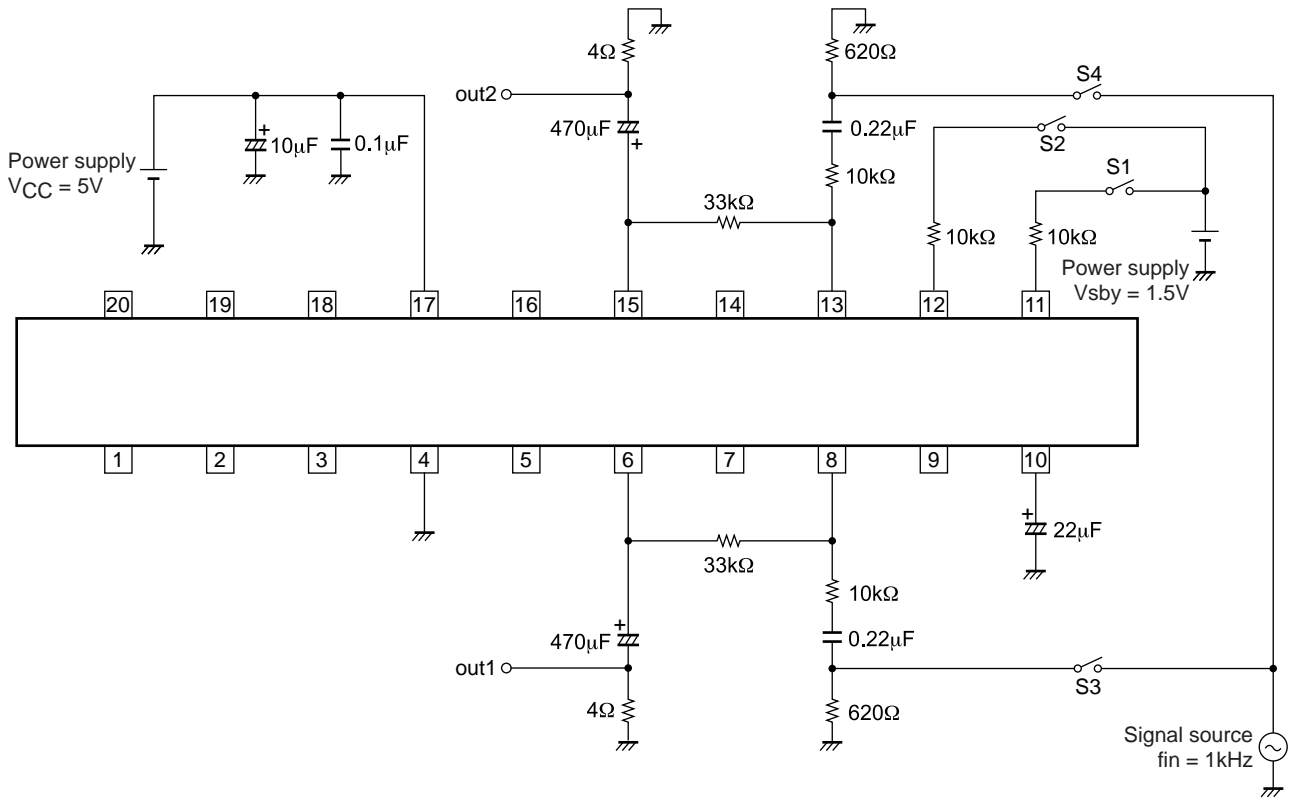 4Ω
620Ω
S4
out2
470μF
+
0.22μF
S2
+
10μF
0.1μF
Power supply
VCC = 5V
10kΩ
S1
33kΩ
10kΩ
10kΩ
Power supply
Vsby = 1.5V
20 19 18 17 16 15 14 13 12 11
1 2 3 4 5 6 7 8 9 10
+
22μF
33kΩ
10kΩ
+
470μF
0.22μF
out1
S3
4Ω
620Ω
Signal source
fin = 1kHz